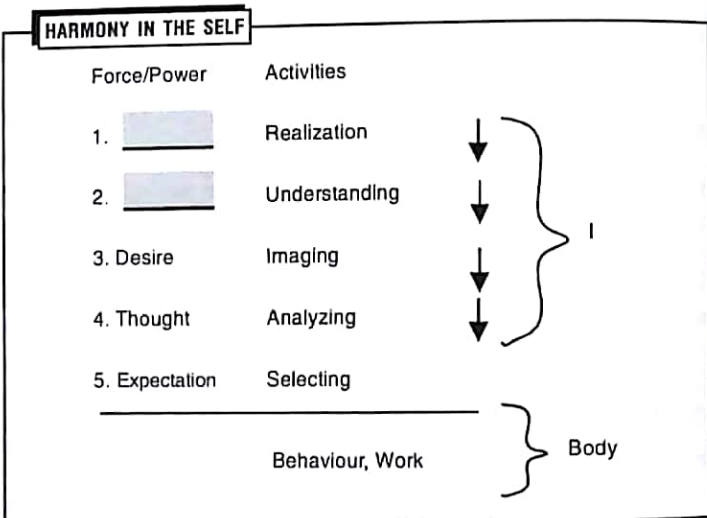 HARMONY IN THE SELF
Force/Power Activities
1. Realization
2. Understanding
3. Desire Imaging
I
4. Thought Analyzing
5. Expectation Selecting
Behaviour, Work Body